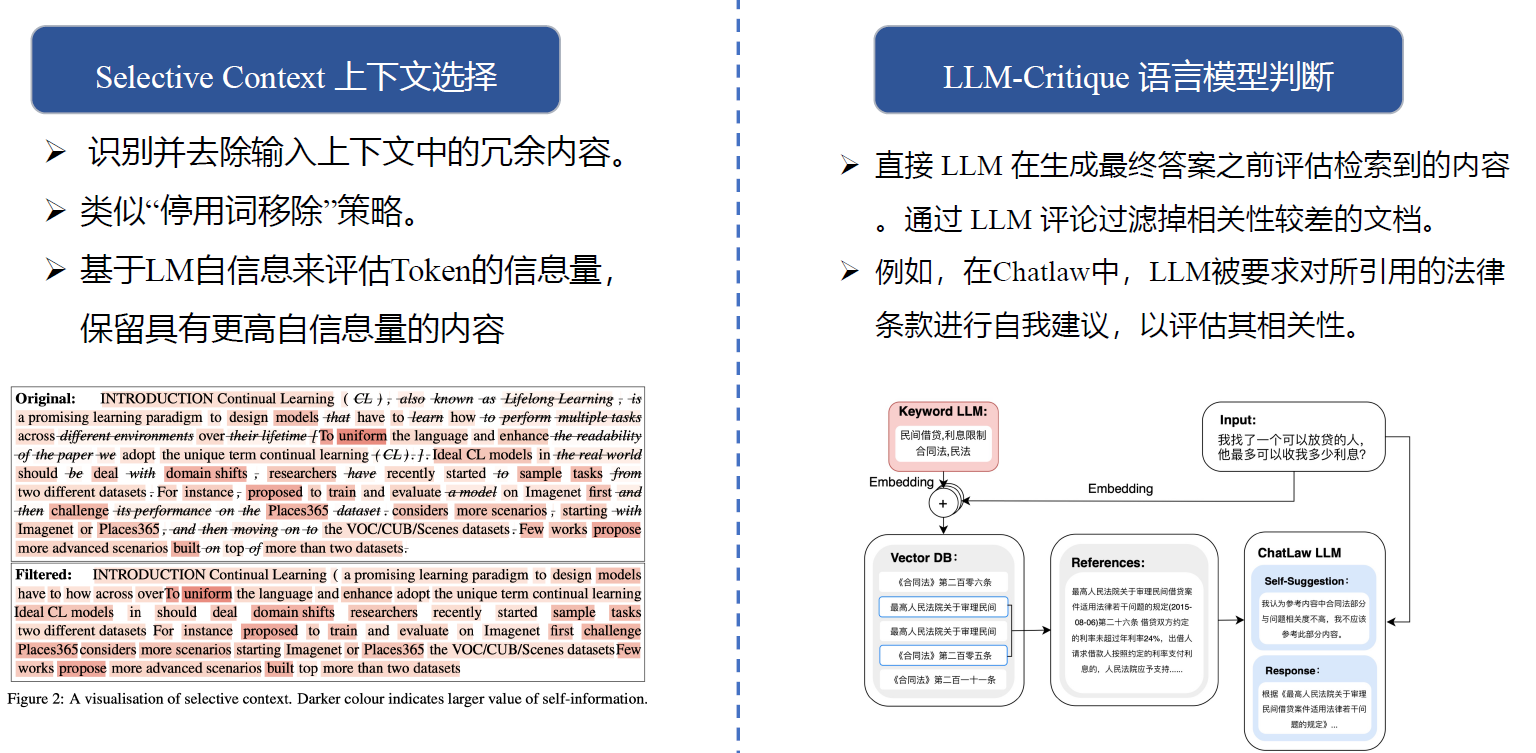 Selective Context 上下文选择
识别并去除输入上下文中的冗余内容。
类似“停用词移除”策略。
基于LM自信息来评估Token的信息量，
保留具有更高自信息量的内容
Original: INTRODUCTION Continual Learning ( CL ) , also known as Lifelong Learning , is
a promising learning paradigm to design models that have to learn how to perform multiple tasks
across different environments over their lifetime [To uniform the language and enhance the readability
of the paper we adopt the unique term continual learning ( CL ) . ] . Ideal CL models in the real world
should be deal with domain shifts , researchers have recently started to sample tasks from
two different datasets . For instance , proposed to train and evaluate a model on Imagenet first and
then challenge its performance on the Places365 dataset . considers more scenarios , starting with
Imagenet or Places365 , and then moving on to the VOC/CUB/Scenes datasets . Few works propose
more advanced scenarios built on top of more than two datasets.
Filtered: INTRODUCTION Continual Learning ( a promising learning paradigm to design models
have to how across overTo uniform the language and enhance adopt the unique term continual learning
Ideal CL models in should deal domain shifts researchers recently started sample tasks
two different datasets For instance proposed to train and evaluate on Imagenet first challenge
Places365considers more scenarios starting Imagenet or Places365 the VOC/CUB/Scenes datasetsFew
works propose more advanced scenarios built top more than two datasets
Figure 2: A visualisation of selective context. Darker colour indicates larger value of self-information.
LLM-Critique 语言模型判断
直接 LLM 在生成最终答案之前评估检索到的内容
。通过 LLM 评论过滤掉相关性较差的文档。
例如，在Chatlaw中，LLM被要求对所引用的法律
条款进行自我建议，以评估其相关性。
Keyword LLM:
民间借贷,利息限制
合同法,民法
Input:
我找了一个可以放贷的人,
他最多可以收我多少利息?
Embedding
Embedding
+
Vector DB:
《合同法》第二百零六条
最高人民法院关于审理民间
最高人民法院关于审理民间
《合同法》第二百零五条
《合同法》第二百一十一条
References:
最高人民法院关于审理民间借贷案
件适用法律若干问题的规定(2015-
08-06)第二十六条 借贷双方约定
的利率未超过年利率24%，出借人
请求借款人按照约定的利率支付利
息的，人民法院应予支持......
ChatLaw LLM
Self-Suggestion:
我认为参考内容中合同法部分
与问题相关度不高，我不应该
参考此部分内容。
Response:
根据《最高人民法院关于审理
民间借贷案件适用法律若干问
题的规定》...